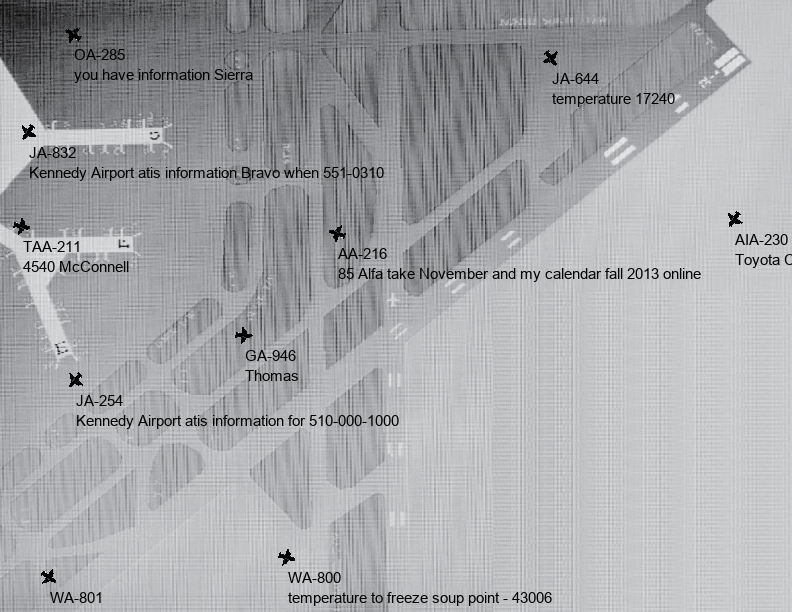 OA-285
you have information Sierra
JA-644
temperature 17240
JA-832
Kennedy Airport atis information Bravo when 551-0310
TAA-211
4540 McConnell
AA-216
85 Alfa take November and my calendar fall 2013 online
AIA-230
Toyota C
GA-946
Thomas
JA-254
Kennedy Airport atis information for 510-000-1000
WA-801
WA-800
temperature to freeze soup point - 43006